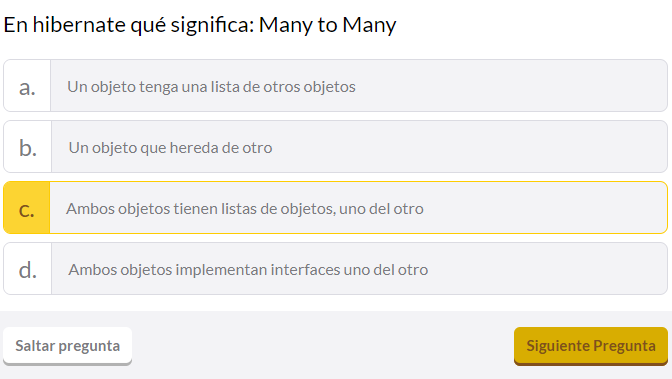 En hibernate qué significa: Many to Many
a. Un objeto tenga una lista de otros objetos
b. Un objeto que hereda de otro
c. Ambos objetos tienen listas de objetos, uno del otro
d. Ambos objetos implementan interfaces uno del otro
Saltar pregunta Siguiente Pregunta